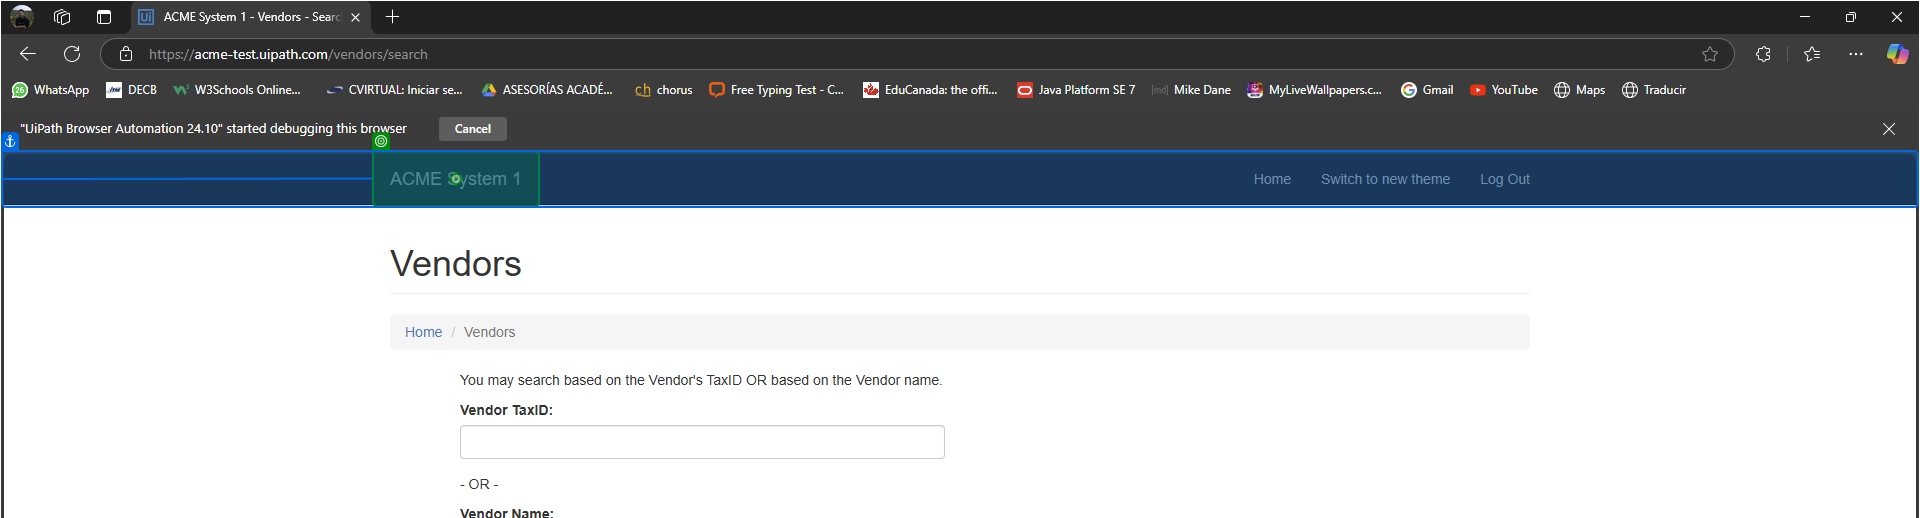 ACME System 1 - Vendors - Searc
https://acme-test.uipath.com/vendors/search
26 WhatsApp DECB W3Schools Online... CVIRTUAL: Iniciar se... ASESORÍAS ACADÉ... ch chorus Free Typing Test - C... EduCanada: the offi... Java Platform SE 7 md Mike Dane MyLiveWallpapers.c... Gmail YouTube Maps Traducir
"UiPath Browser Automation 24.10" started debugging this browser Cancel
ACME System 1 Home Switch to new theme Log Out
Vendors
Home / Vendors
You may search based on the Vendor's TaxID OR based on the Vendor name.
Vendor TaxID:
- OR -
Vendor Name: